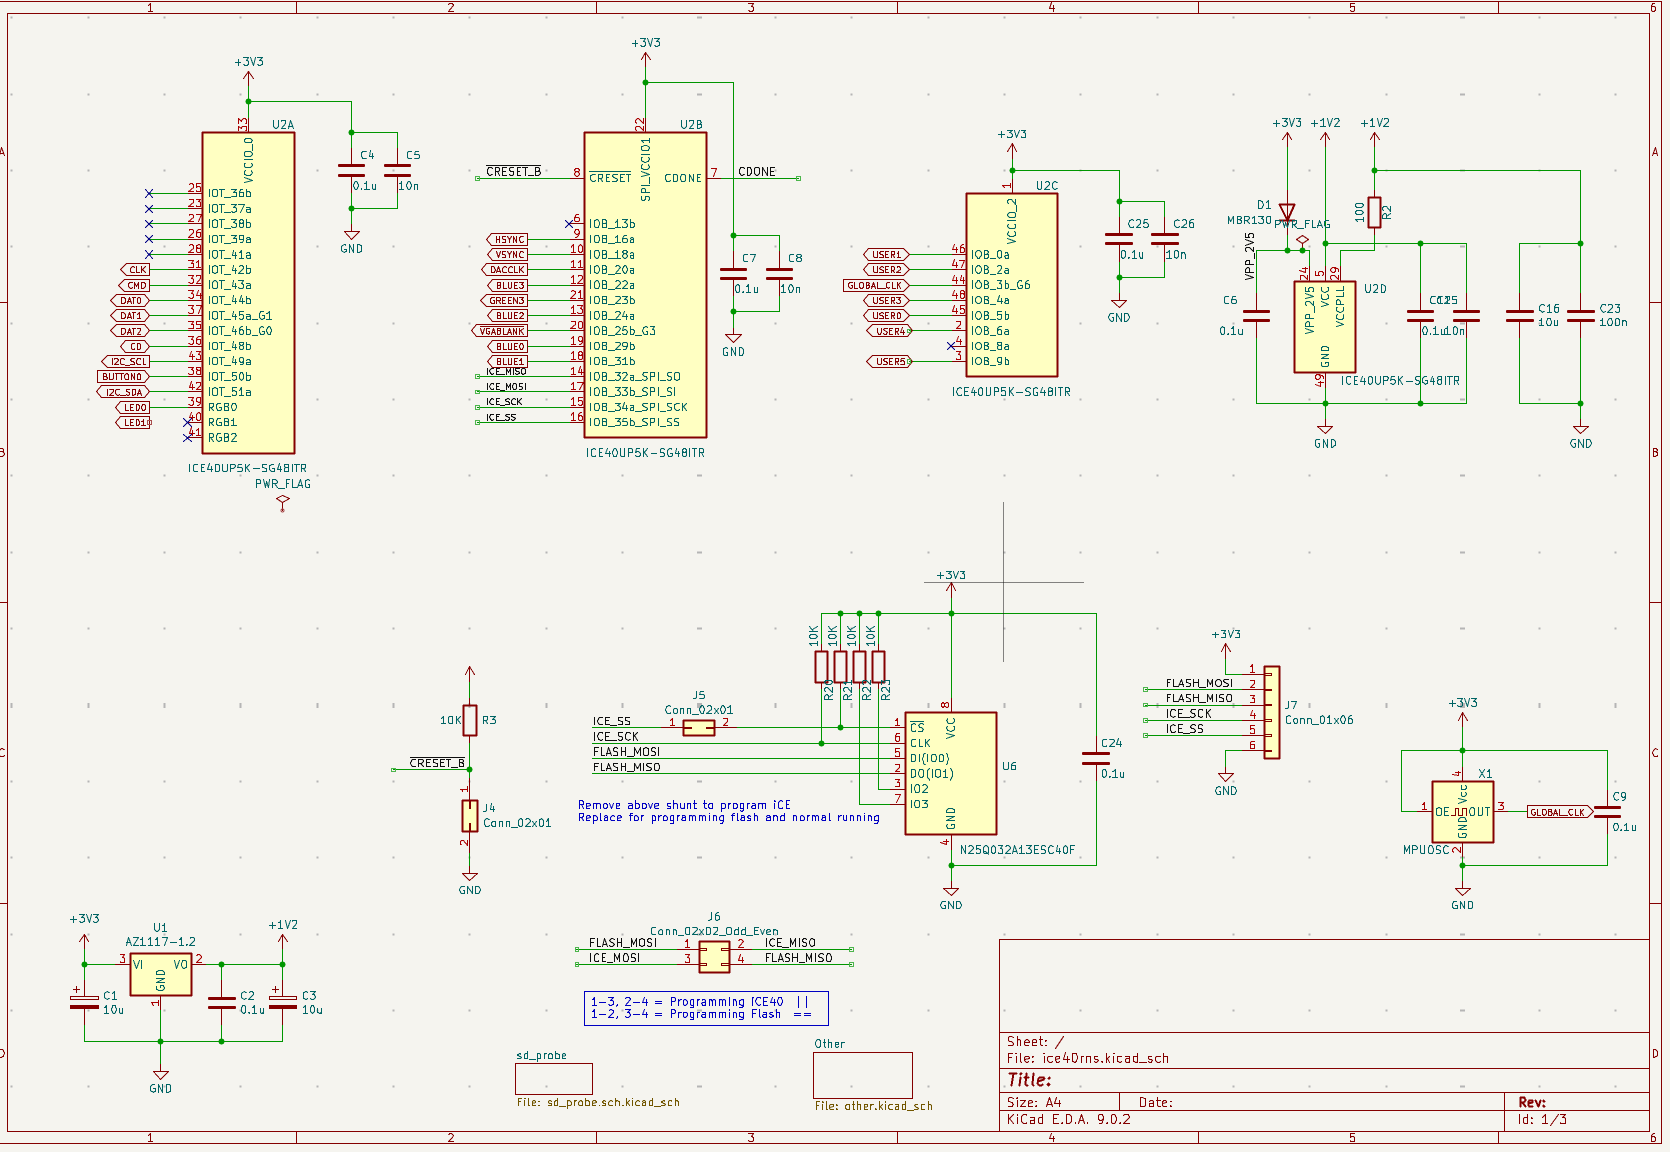 1 2 3 4 5 6
A
B
C
D
+3V3
33
U2A
VCCIO_0
25 IOT_36b
23 IOT_37a
27 IOT_38b
26 IOT_39a
28 IOT_41a
CLK 31 IOT_42b
CMD 32 IOT_43a
DAT0 34 IOT_44b
DAT1 37 IOT_45a_G1
DAT2 35 IOT_46b_G0
CD 36 IOT_48b
I2C_SCL 43 IOT_49a
BUTTON0 38 IOT_50b
I2C_SDA 42 IOT_51a
LED0 39 RGB0
LED1 40 RGB1
41 RGB2
ICE40UP5K-SG48ITR
PWR_FLAG
C4
0.1u
C5
10n
GND
+3V3
22
U2B
SPI_VCCIO1
CRESET_B 8 CRESET
CDONE 7 CDONE
6 IOB_13b
HSYNC 9 IOB_16a
VSYNC 10 IOB_18a
DACCLK 11 IOB_20a
BLUE3 12 IOB_22a
GREEN3 21 IOB_23b
BLUE2 13 IOB_24a
VGABLANK 20 IOB_25b_G3
BLUE0 19 IOB_29b
BLUE1 18 IOB_31b
ICE_MISO 14 IOB_32a_SPI_SO
ICE_MOSI 17 IOB_33b_SPI_SI
ICE_SCK 15 IOB_34a_SPI_SCK
ICE_SS 16 IOB_35b_SPI_SS
ICE40UP5K-SG48ITR
C7
0.1u
C8
10n
GND
+3V3
1
U2C
VCCIO_2
USER1 46 IOB_0a
USER2 47 IOB_2a
GLOBAL_CLK 44 IOB_3b_G6
USER3 48 IOB_4a
USER0 45 IOB_5b
USER4 2 IOB_6a
4 IOB_8a
USER5 3 IOB_9b
ICE40UP5K-SG48ITR
C25
0.1u
C26
10n
GND
+3V3 +1V2 +1V2
D1
MBR130
PWR_FLAG
100
R2
VPP_2V5
24 5 29
U2D
VPP_2V5
VCC
VCCPLL
GND
49
ICE40UP5K-SG48ITR
C6
0.1u
0.1u
C15
10n
C16
10u
C23
100n
GND
GND
10K
R3
CRESET_B
1
J4
Conn_02x01
2
GND
+3V3
10K 10K 10K 10K
R20
R23
J5
Conn_02x01
ICE_SS 1 2 1 CS
ICE_SCK 6 CLK
FLASH_MOSI 5 DI(IO0)
FLASH_MISO 2 DO(IO1)
3 IO2
7 IO3
8
VCC
U6
GND
4
N25Q032A13ESC40F
C24
0.1u
GND
Remove above shunt to program iCE
Replace for programming flash and normal running
+3V3
1
FLASH_MOSI 2
FLASH_MISO 3
ICE_SCK 4
ICE_SS 5
6
J7
Conn_01x06
GND
+3V3
4
X1
Vcc
1 OE
OUT 3
GLOBAL_CLK
GND
2
MPUOSC
C9
0.1u
GND
+3V3
U1
AZ1117-1.2
+1V2
3 VI
VO 2
GND
1
C1
10u
C2
0.1u
C3
10u
GND
J6
Conn_02x02_Odd_Even
FLASH_MOSI 1 2 ICE_MISO
ICE_MOSI 3 4 FLASH_MISO
1-3, 2-4 = Programming ICE40 ||
1-2, 3-4 = Programming Flash ==
sd_probe
File: sd_probe.sch.kicad_sch
Other
File: other.kicad_sch
Sheet: /
File: ice40rns.kicad_sch
Title:
Size: A4 Date: Rev:
KiCad E.D.A. 9.0.2 Id: 1/3
1 2 3 4 5 6
A
B
C
D